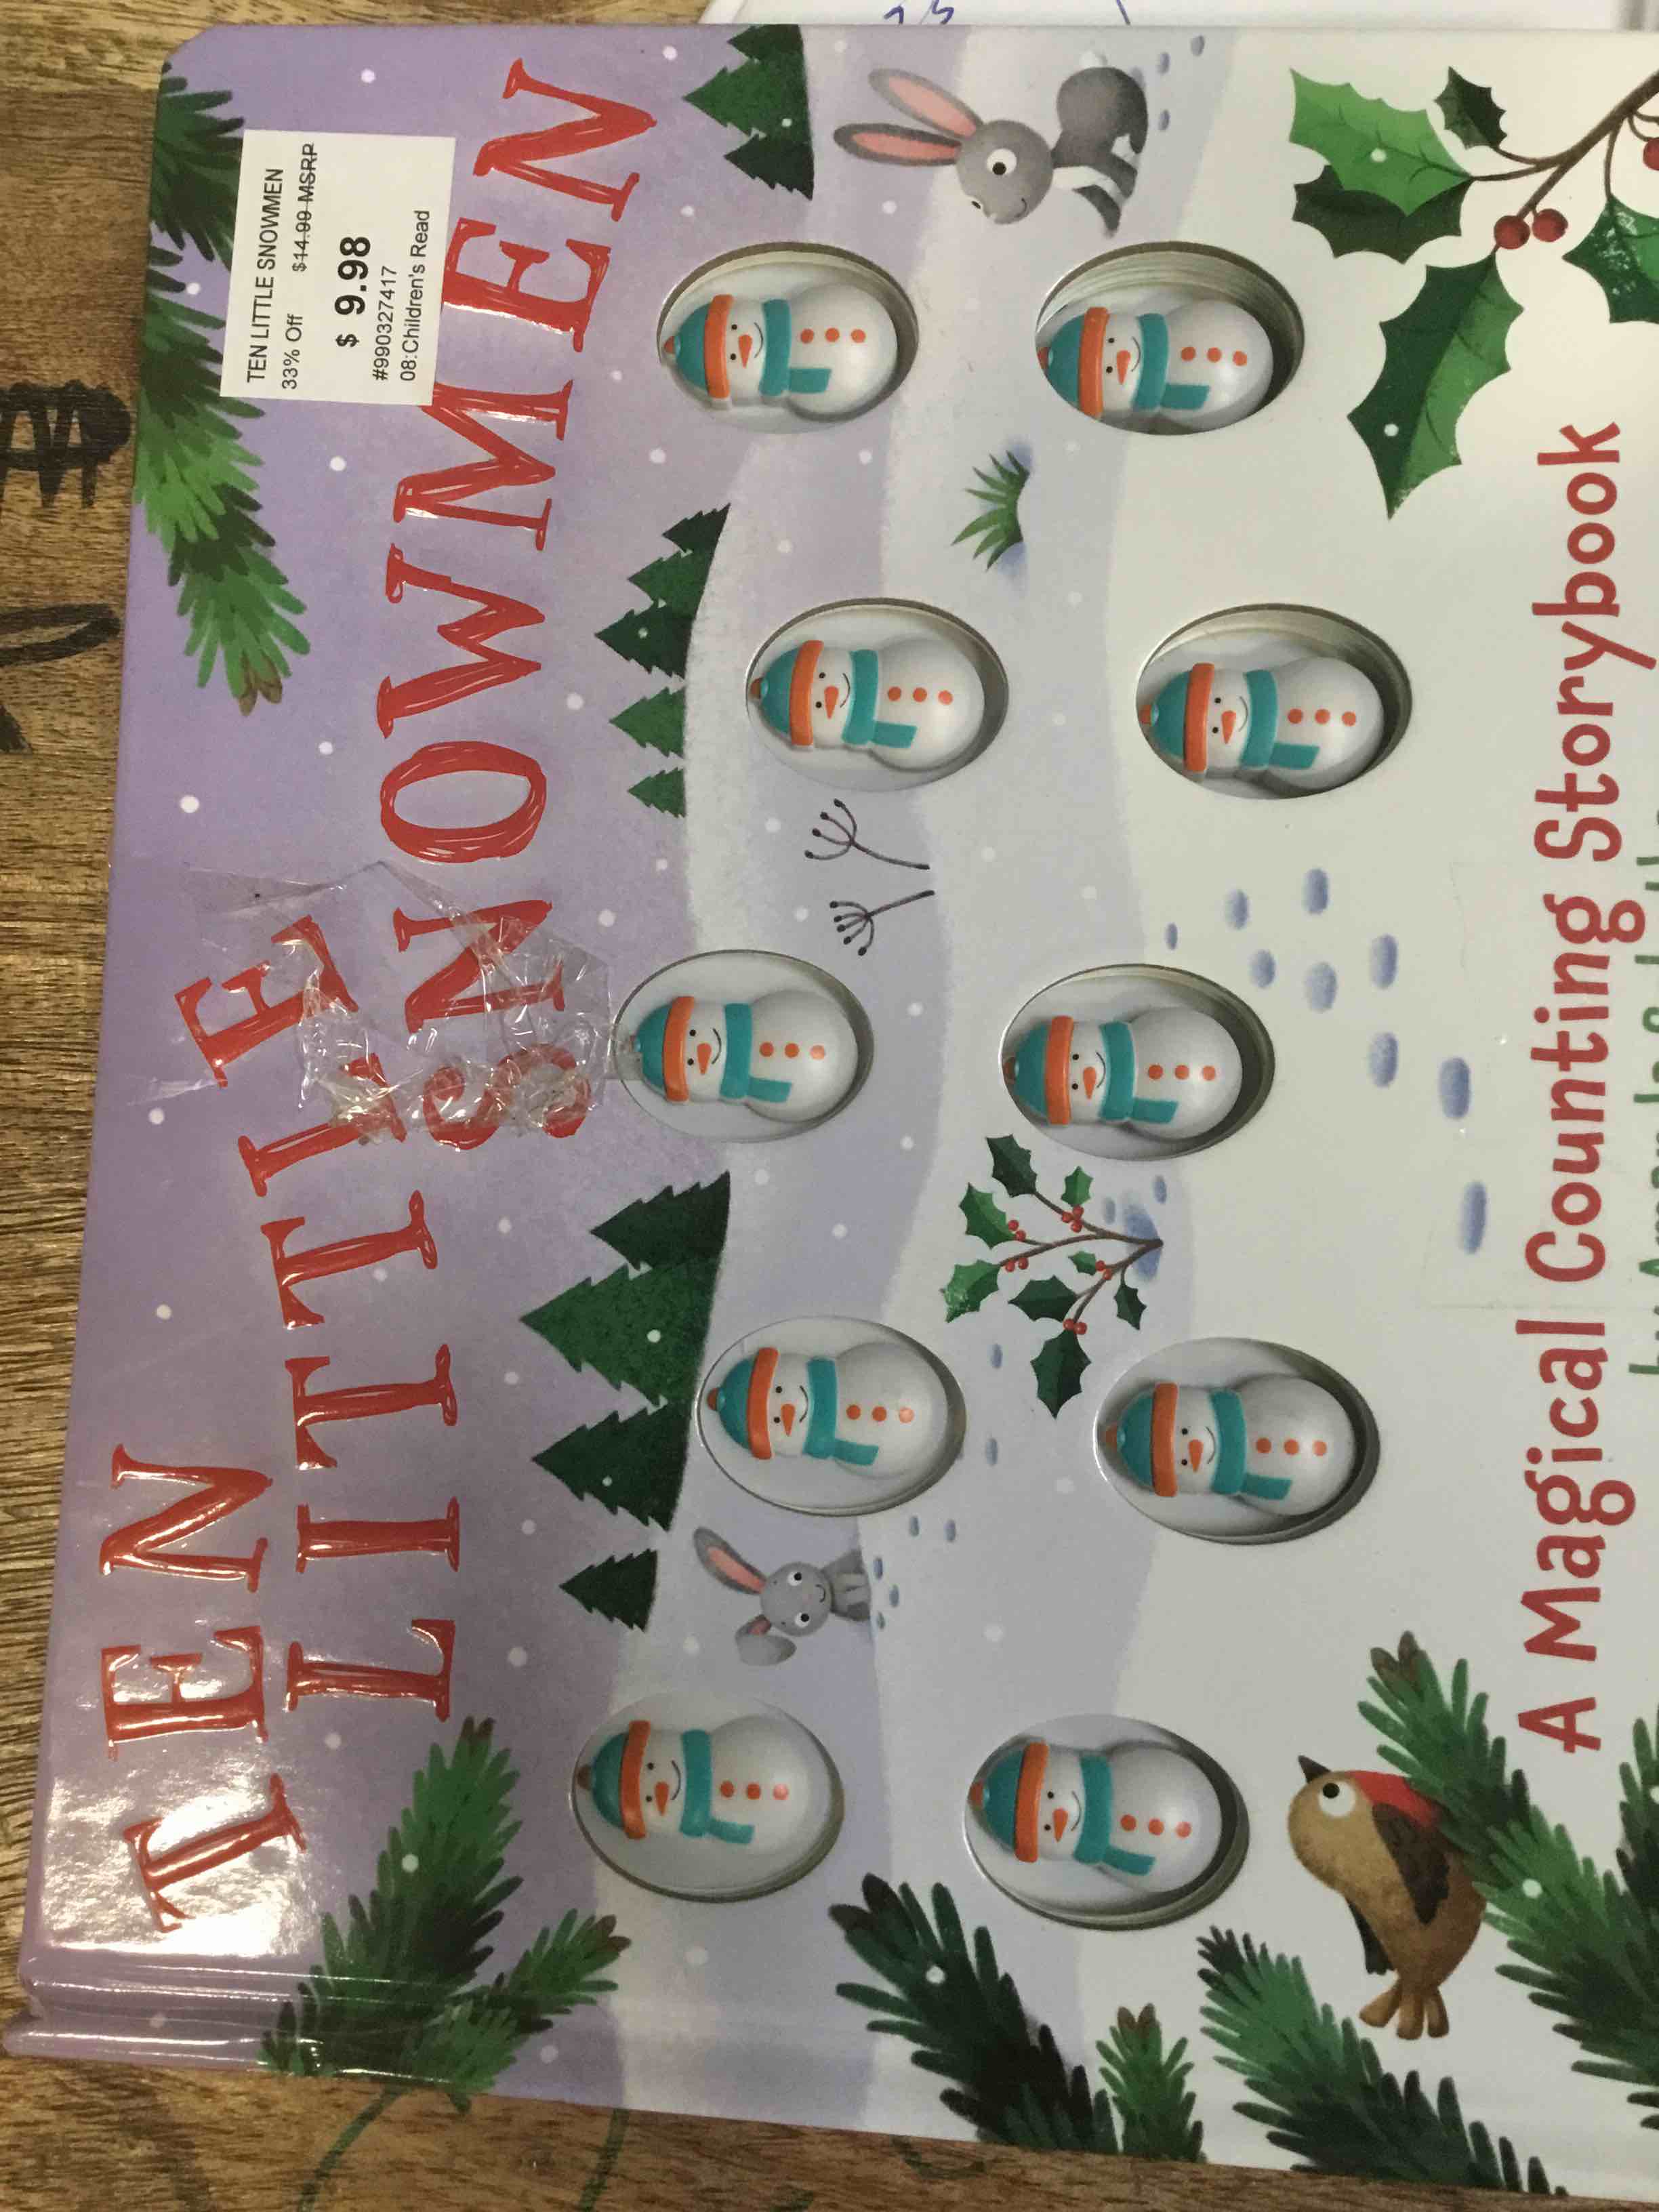 TEN LITTLE SNOWMEN
33% Off $14.99 MSRP
$ 9.98
#990327417
08:Children's Read
TEN
LITTLE
SNOWMEN
A Magical Counting Storybook